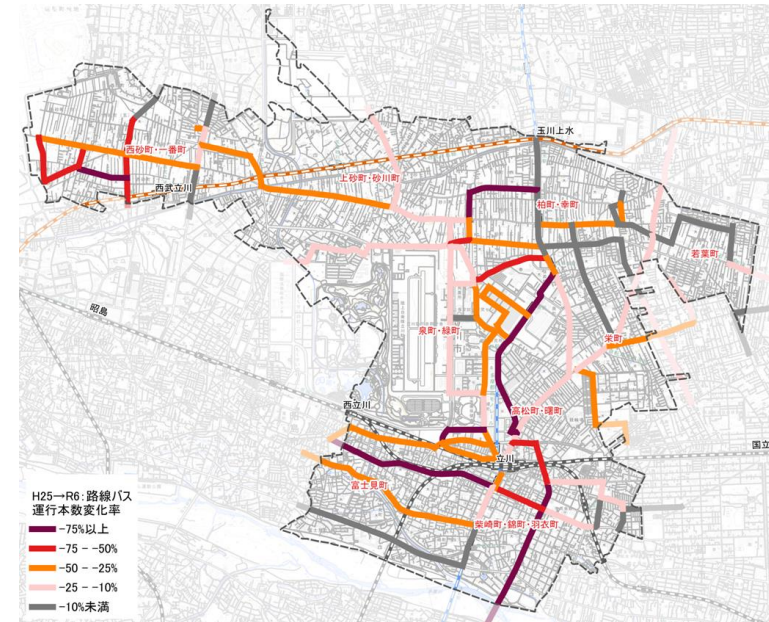 玉川上水
西砂町・一番町
上砂町・砂川町
西武立川
柏町・幸町
若葉町
昭島
泉町・緑町
栄町
西立川
高松町・曙町
国立
立川
富士見町
柴崎町・錦町・羽衣町
H25→R6:路線バス
運行本数変化率
-75%以上
-75 - -50%
-50 - -25%
-25 - -10%
-10%未満